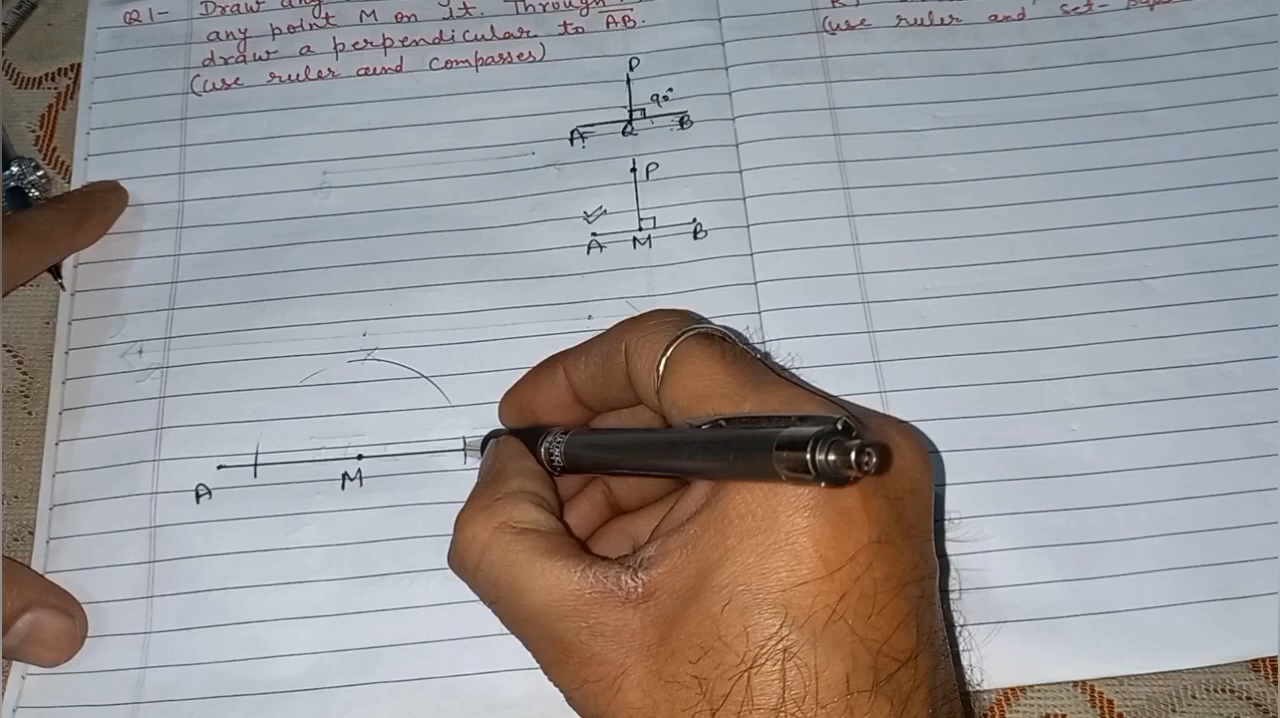 Q1- Draw any
any point M on it. Through
draw a perpendicular to AB.
(use ruler and compasses)
(use ruler and set-
P
90°
A Q B
P
A M B
A M